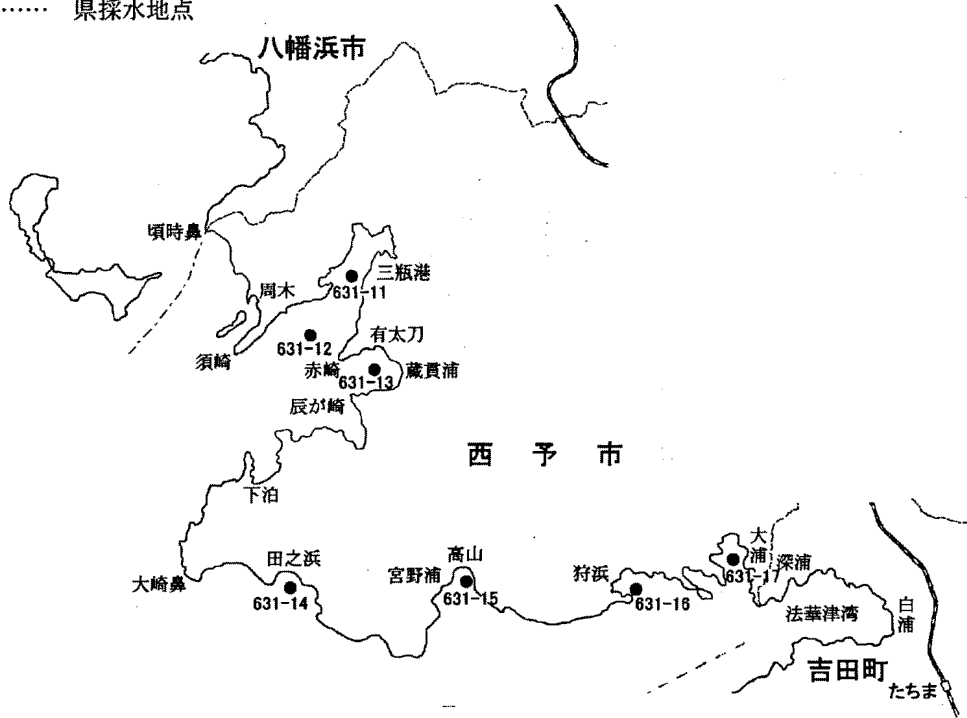 …… 県採水地点
八幡浜市
頃時鼻
三瓶港
631-11
周木
有太刀
631-12
須崎
赤崎
631-13
蔵貫浦
辰が崎
西予市
下泊
大崎鼻
田之浜
631-14
高山
宮野浦
631-15
狩浜
631-16
大浦
631-17
深浦
法華津湾
白浦
吉田町
たちま